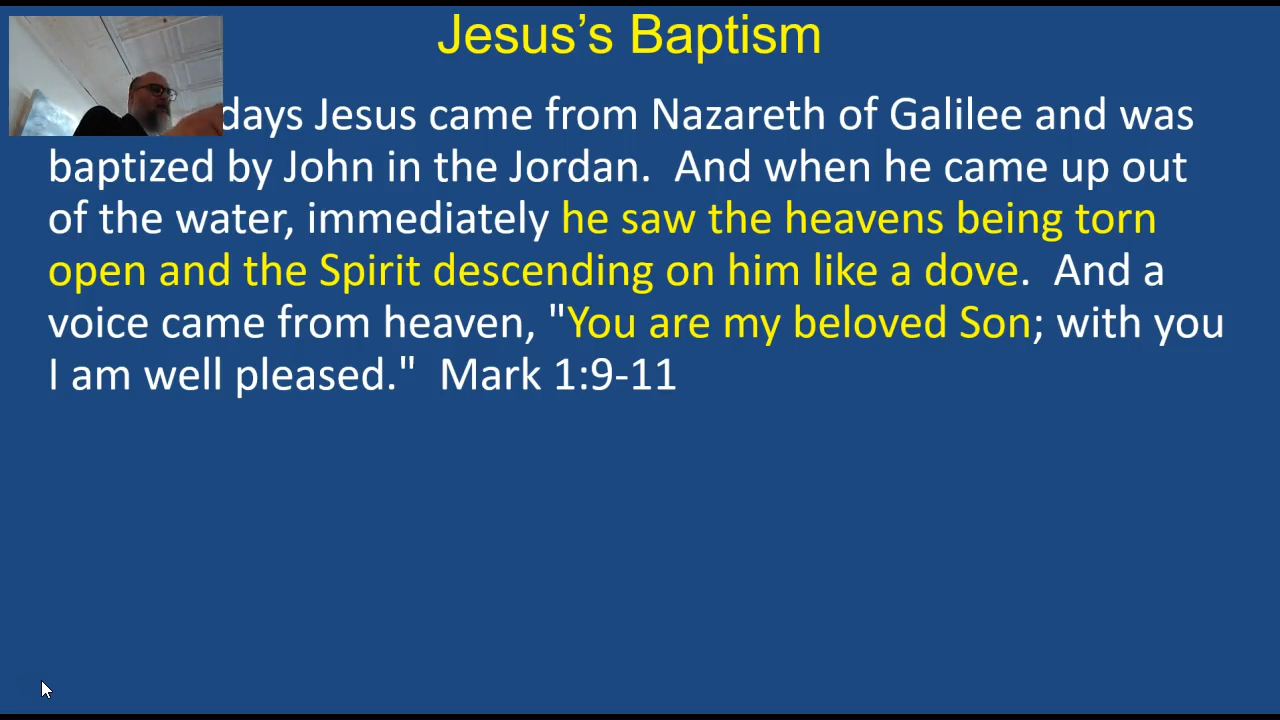 Jesus’s Baptism
days Jesus came from Nazareth of Galilee and was
baptized by John in the Jordan.  And when he came up out
of the water, immediately he saw the heavens being torn
open and the Spirit descending on him like a dove.  And a
voice came from heaven, "You are my beloved Son; with you
I am well pleased."  Mark 1:9-11